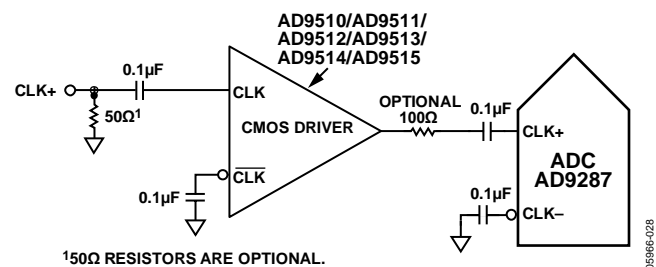 AD9510/AD9511/
AD9512/AD9513/
AD9514/AD9515
CLK+
0.1µF
50Ω¹
CLK
CMOS DRIVER
CLK
0.1µF
OPTIONAL
100Ω
0.1µF
CLK+
ADC
AD9287
0.1µF
CLK–
¹50Ω RESISTORS ARE OPTIONAL.
05966-028